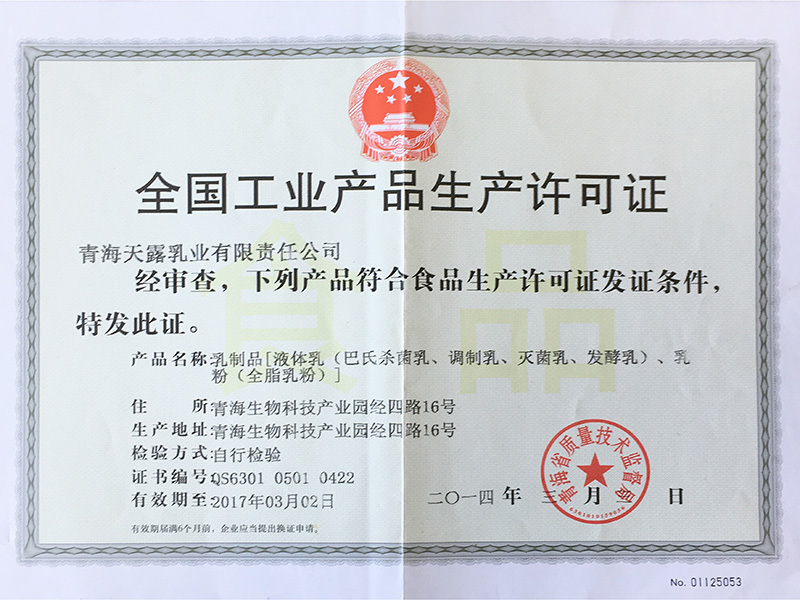 全国工业产品生产许可证
食品
青海天露乳业有限责任公司
经审查，下列产品符合食品生产许可证发证条件，
特发此证。
产品名称:乳制品[液体乳（巴氏杀菌乳、调制乳、灭菌乳、发酵乳）、乳
粉（全脂乳粉）]
住 所:青海生物科技产业园经四路16号
生产地址:青海生物科技产业园经四路16号
检验方式:自行检验
证书编号:QS6301 0501 0422
有效期至:2017年03月02日
二〇一四 年 三 月 日
青海省质量技术监督局
有效期届满6个月前，企业应当提出换证申请。
No. 01125053